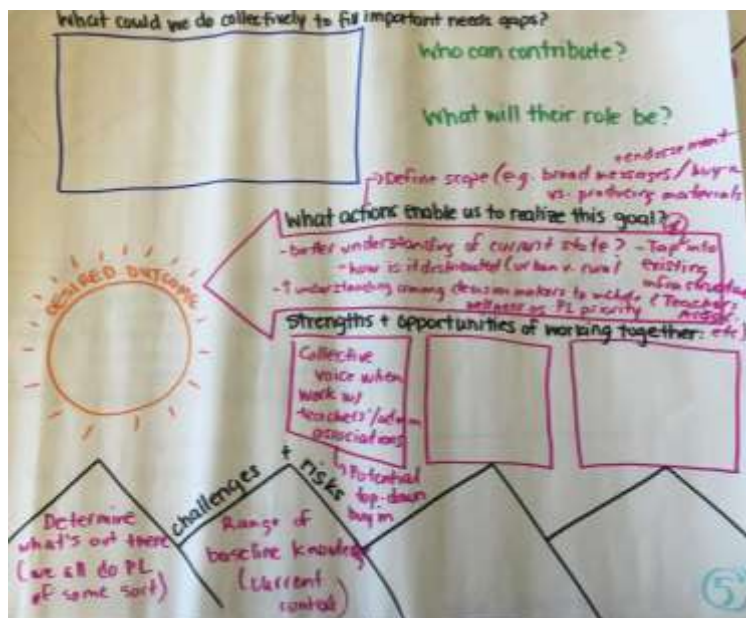 What could we do collectively to fill important needs gaps?
Who can contribute?
What will their role be?
+endorsement
→Define scope (e.g. broad messages/buy-in
vs. producing materials
What actions enable us to realize this goal?
-better understanding of current state?
-how is it distributed (urban v. rural
-↑ understanding among decision makers to include
wellness as PL priority
-Tap into
existing
infrastructure
(Teachers
etc)
DESIRED OUTCOME
Strengths + opportunities of working together:
Collective
voice when
work w/
teachers'/admin
associations
↳Potential
top-down
buy in
challenges + risks
Determine
what's out there
(we all do PL
of some sort)
Range of
baseline knowledge
(current
5